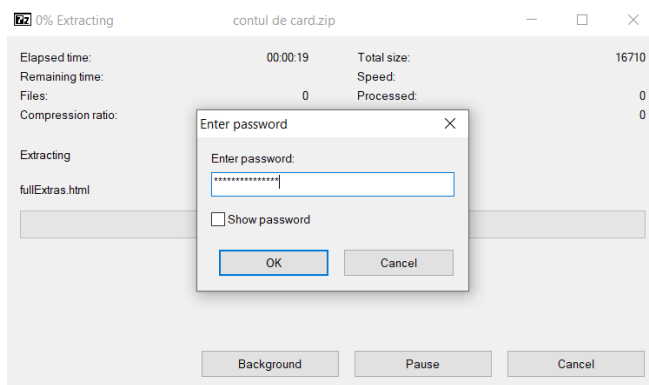 7z 0% Extracting contul de card.zip
Elapsed time: 00:00:19 Total size: 16710
Remaining time: Speed:
Files: 0 Processed: 0
Compression ratio: 0
Enter password
Extracting
Enter password:
***************
fullExtras.html
Show password
OK Cancel
Background Pause Cancel